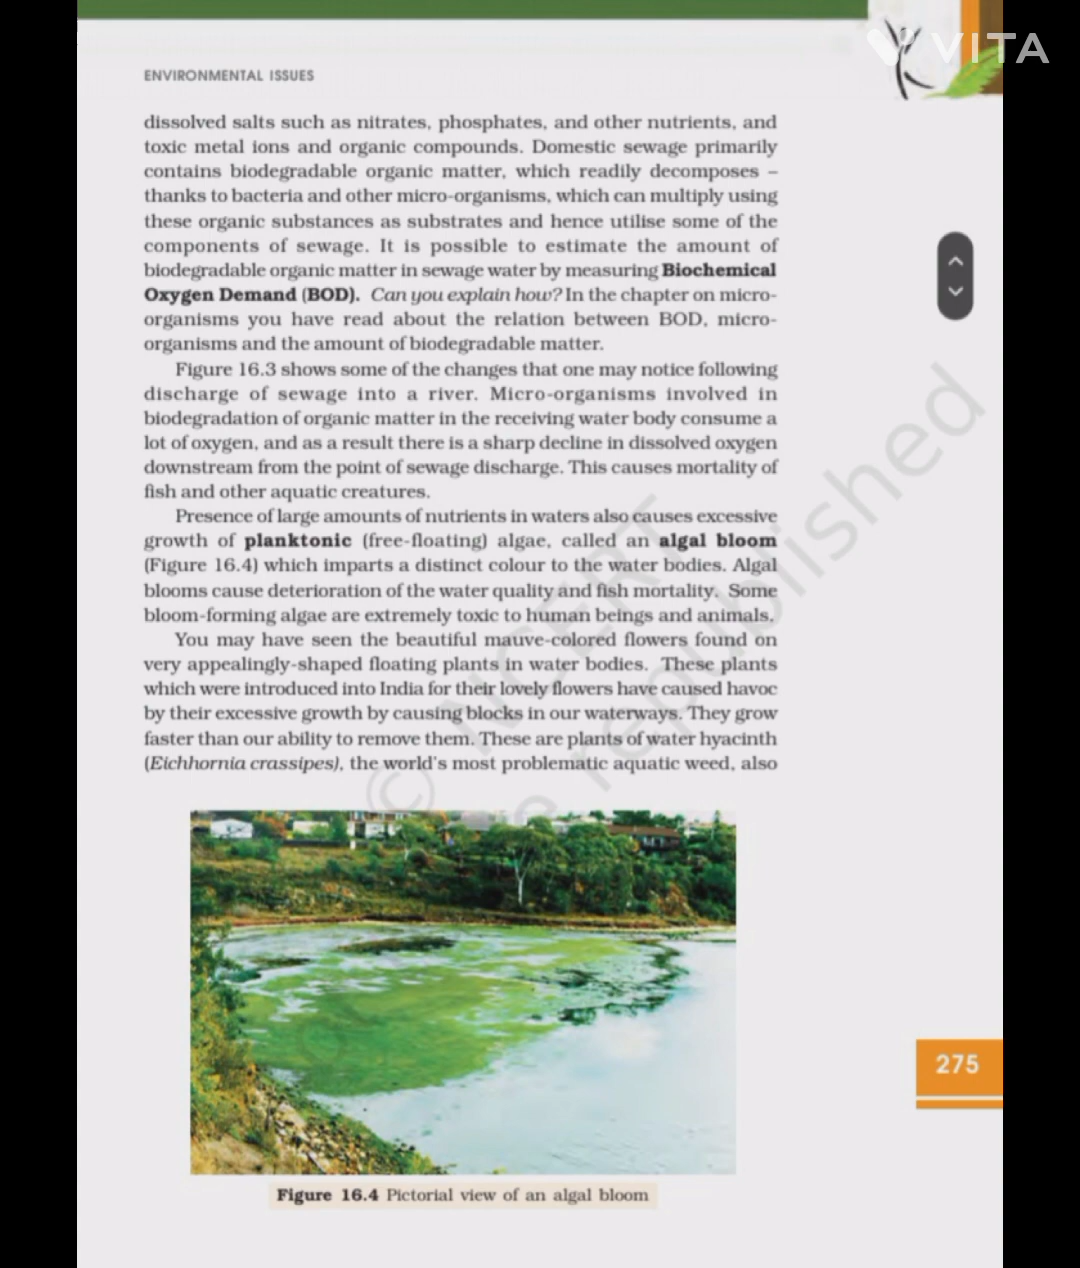 VITA
ENVIRONMENTAL ISSUES
dissolved salts such as nitrates, phosphates, and other nutrients, and
toxic metal ions and organic compounds. Domestic sewage primarily
contains biodegradable organic matter, which readily decomposes –
thanks to bacteria and other micro-organisms, which can multiply using
these organic substances as substrates and hence utilise some of the
components of sewage. It is possible to estimate the amount of
biodegradable organic matter in sewage water by measuring Biochemical
Oxygen Demand (BOD). Can you explain how? In the chapter on micro-
organisms you have read about the relation between BOD, micro-
organisms and the amount of biodegradable matter.
Figure 16.3 shows some of the changes that one may notice following
discharge of sewage into a river. Micro-organisms involved in
biodegradation of organic matter in the receiving water body consume a
lot of oxygen, and as a result there is a sharp decline in dissolved oxygen
downstream from the point of sewage discharge. This causes mortality of
fish and other aquatic creatures.
Presence of large amounts of nutrients in waters also causes excessive
growth of planktonic (free-floating) algae, called an algal bloom
(Figure 16.4) which imparts a distinct colour to the water bodies. Algal
blooms cause deterioration of the water quality and fish mortality. Some
bloom-forming algae are extremely toxic to human beings and animals.
You may have seen the beautiful mauve-colored flowers found on
very appealingly-shaped floating plants in water bodies. These plants
which were introduced into India for their lovely flowers have caused havoc
by their excessive growth by causing blocks in our waterways. They grow
faster than our ability to remove them. These are plants of water hyacinth
(Eichhornia crassipes), the world's most problematic aquatic weed, also
© NCERT
republished
275
Figure 16.4 Pictorial view of an algal bloom